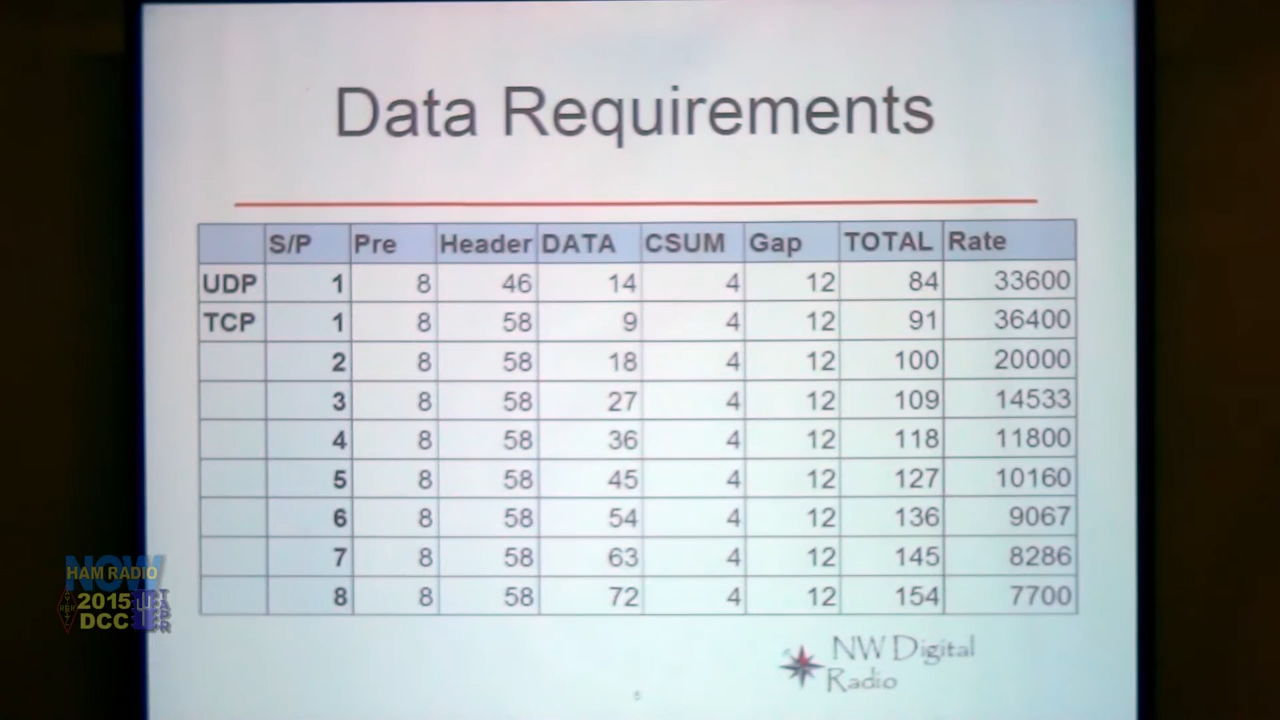 Data Requirements
S/P Pre Header DATA CSUM Gap TOTAL Rate
UDP 1 8 46 14 4 12 84 33600
TCP 1 8 58 9 4 12 91 36400
2 8 58 18 4 12 100 20000
3 8 58 27 4 12 109 14533
4 8 58 36 4 12 118 11800
5 8 58 45 4 12 127 10160
6 8 58 54 4 12 136 9067
7 8 58 63 4 12 145 8286
8 8 58 72 4 12 154 7700
NW Digital
Radio
NOW
HAM RADIO
2015
DCC
TAPR